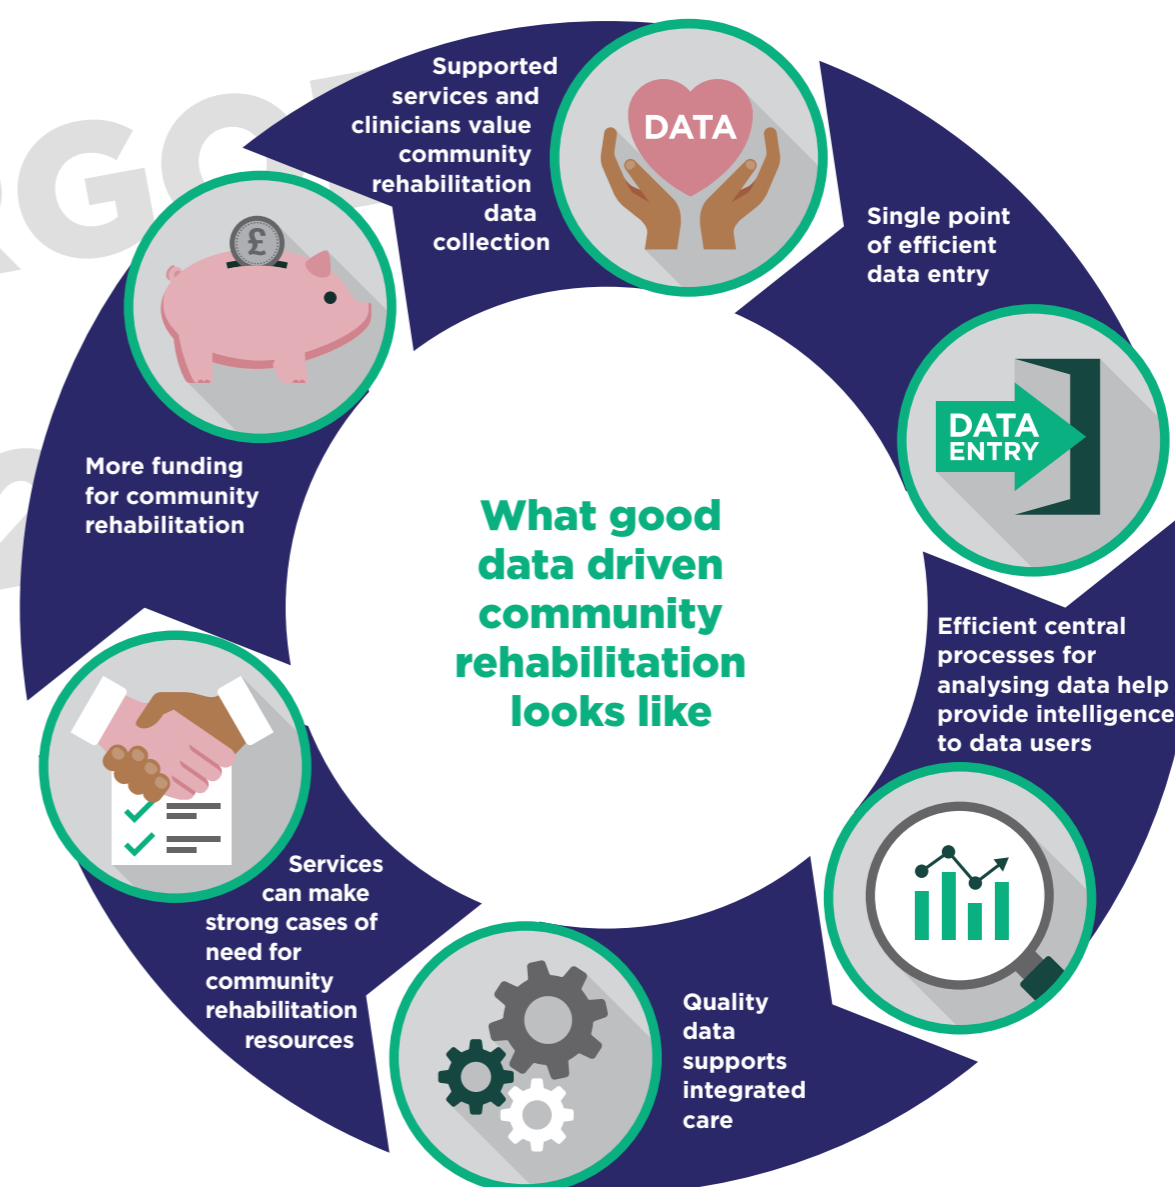 Supported
services and
clinicians value
community
rehabilitation
data
collection
DATA
Single point
of efficient
data entry
DATA
ENTRY
Efficient central
processes for
analysing data help
provide intelligence
to data users
Quality
data
supports
integrated
care
Services
can make
strong cases of
need for
community
rehabilitation
resources
More funding
for community
rehabilitation
£
What good
data driven
community
rehabilitation
looks like